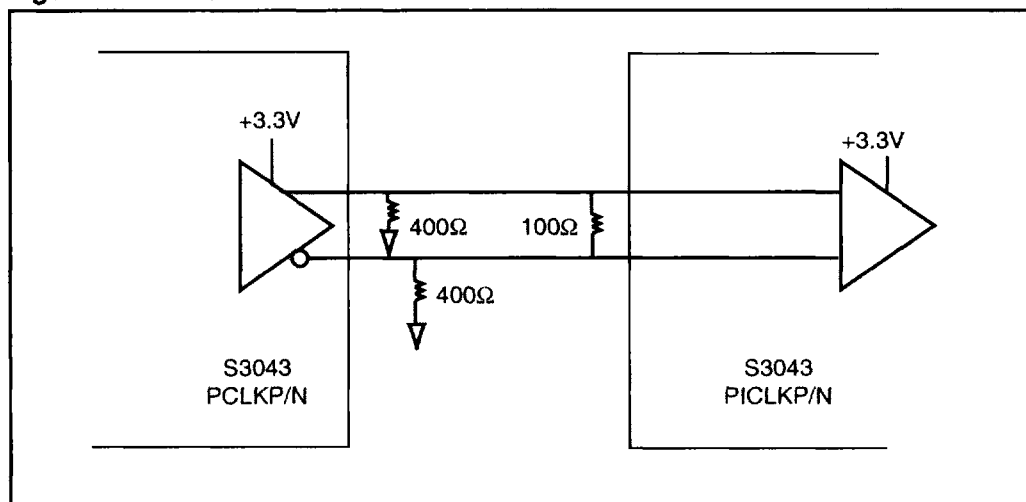 +3.3V
+3.3V
400Ω
100Ω
400Ω
S3043
PCLKP/N
S3043
PICLKP/N